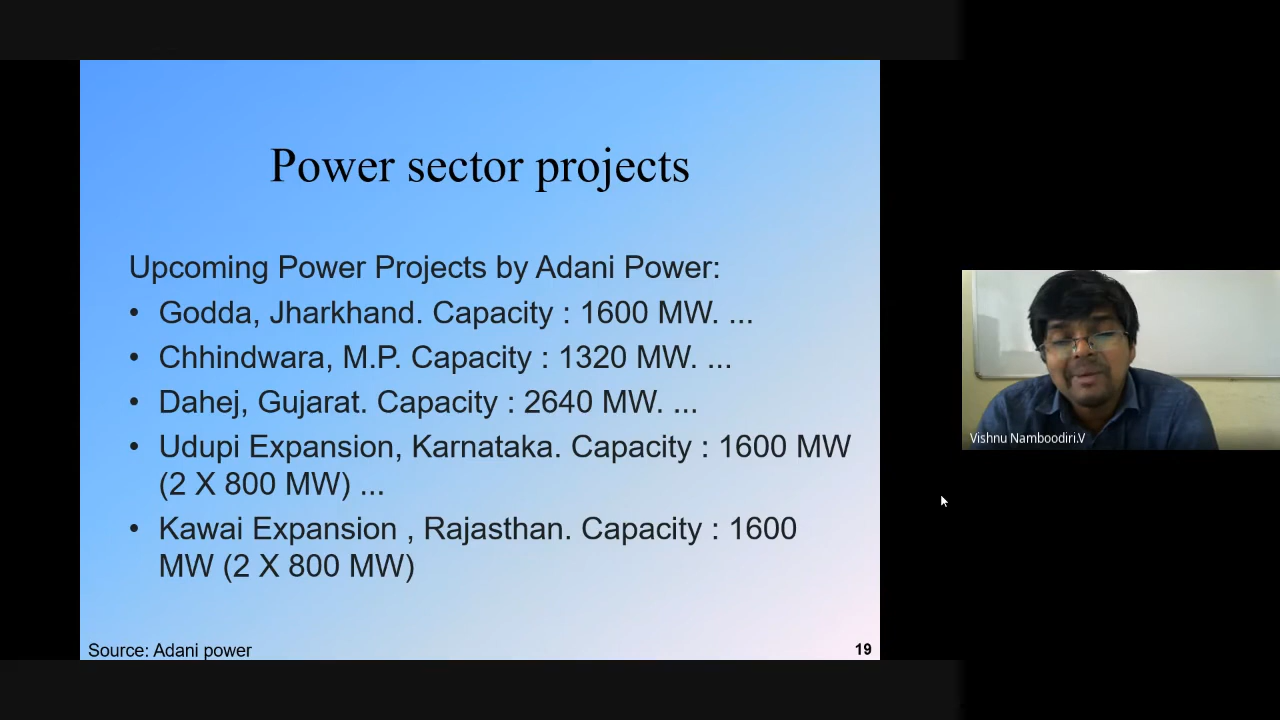 Power sector projects
Upcoming Power Projects by Adani Power:
• Godda, Jharkhand. Capacity : 1600 MW. ...
• Chhindwara, M.P. Capacity : 1320 MW. ...
• Dahej, Gujarat. Capacity : 2640 MW. ...
• Udupi Expansion, Karnataka. Capacity : 1600 MW
(2 X 800 MW) ...
• Kawai Expansion , Rajasthan. Capacity : 1600
MW (2 X 800 MW)
Source: Adani power
19
Vishnu Namboodiri.V